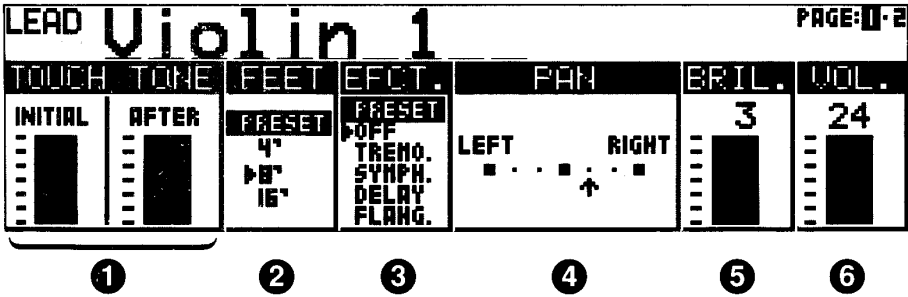 LEAD Violin 1 PAGE:1·2
TOUCH TONE FEET EFCT. PAN BRIL. VOL.
INITIAL AFTER
PRESET
4'
8'
16'
PRESET
OFF
TREMO.
SYMPH.
DELAY
FLANG.
LEFT RIGHT
3
24
1 2 3 4 5 6